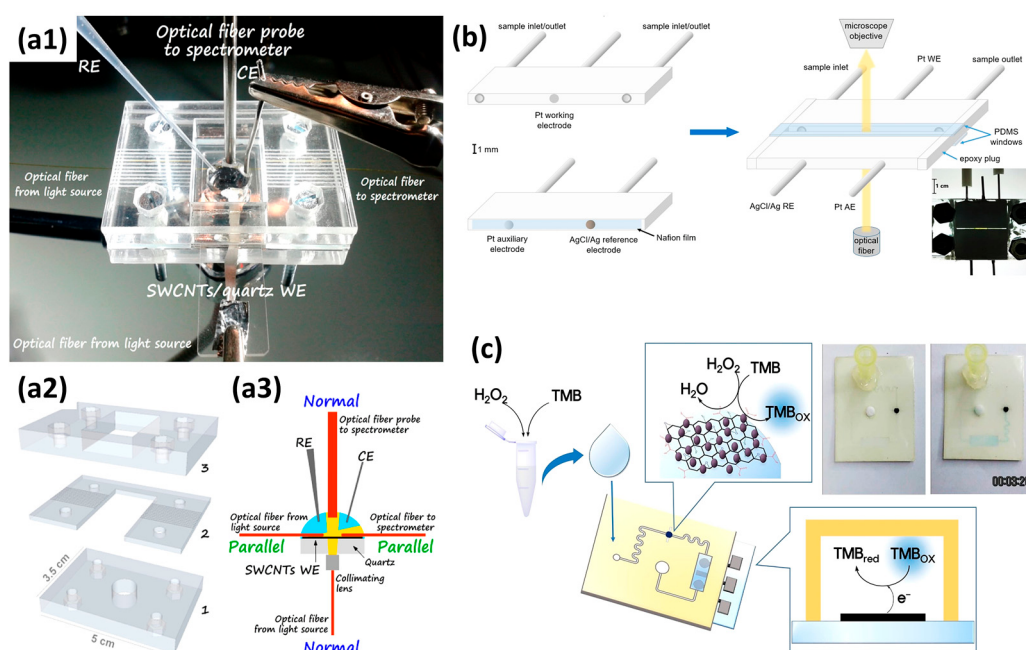 (a1)
Optical fiber probe
to spectrometer
RE
CE
Optical fiber
from light source
Optical fiber
to spectrometer
SWCNTs/quartz WE
Optical fiber from light source
(a2)
3
2
1
3.5 cm
5 cm
(a3)
Normal
Optical fiber probe
to spectrometer
RE
CE
Optical fiber from
light source
Optical fiber to
spectrometer
Parallel
Parallel
SWCNTs WE
Quartz
Collimating
lens
Optical fiber
from light source
Normal
(b)
sample inlet/outlet
sample inlet/outlet
Pt working
electrode
1 mm
Pt auxiliary
electrode
AgCl/Ag reference
electrode
Nafion film
microscope
objective
sample inlet
Pt WE
sample outlet
PDMS
windows
epoxy plug
AgCl/Ag RE
Pt AE
optical
fiber
1 cm
(c)
H2O2
TMB
H2O2
TMB
H2O
TMBOX
00:03:20
TMBred
TMBOX
e−